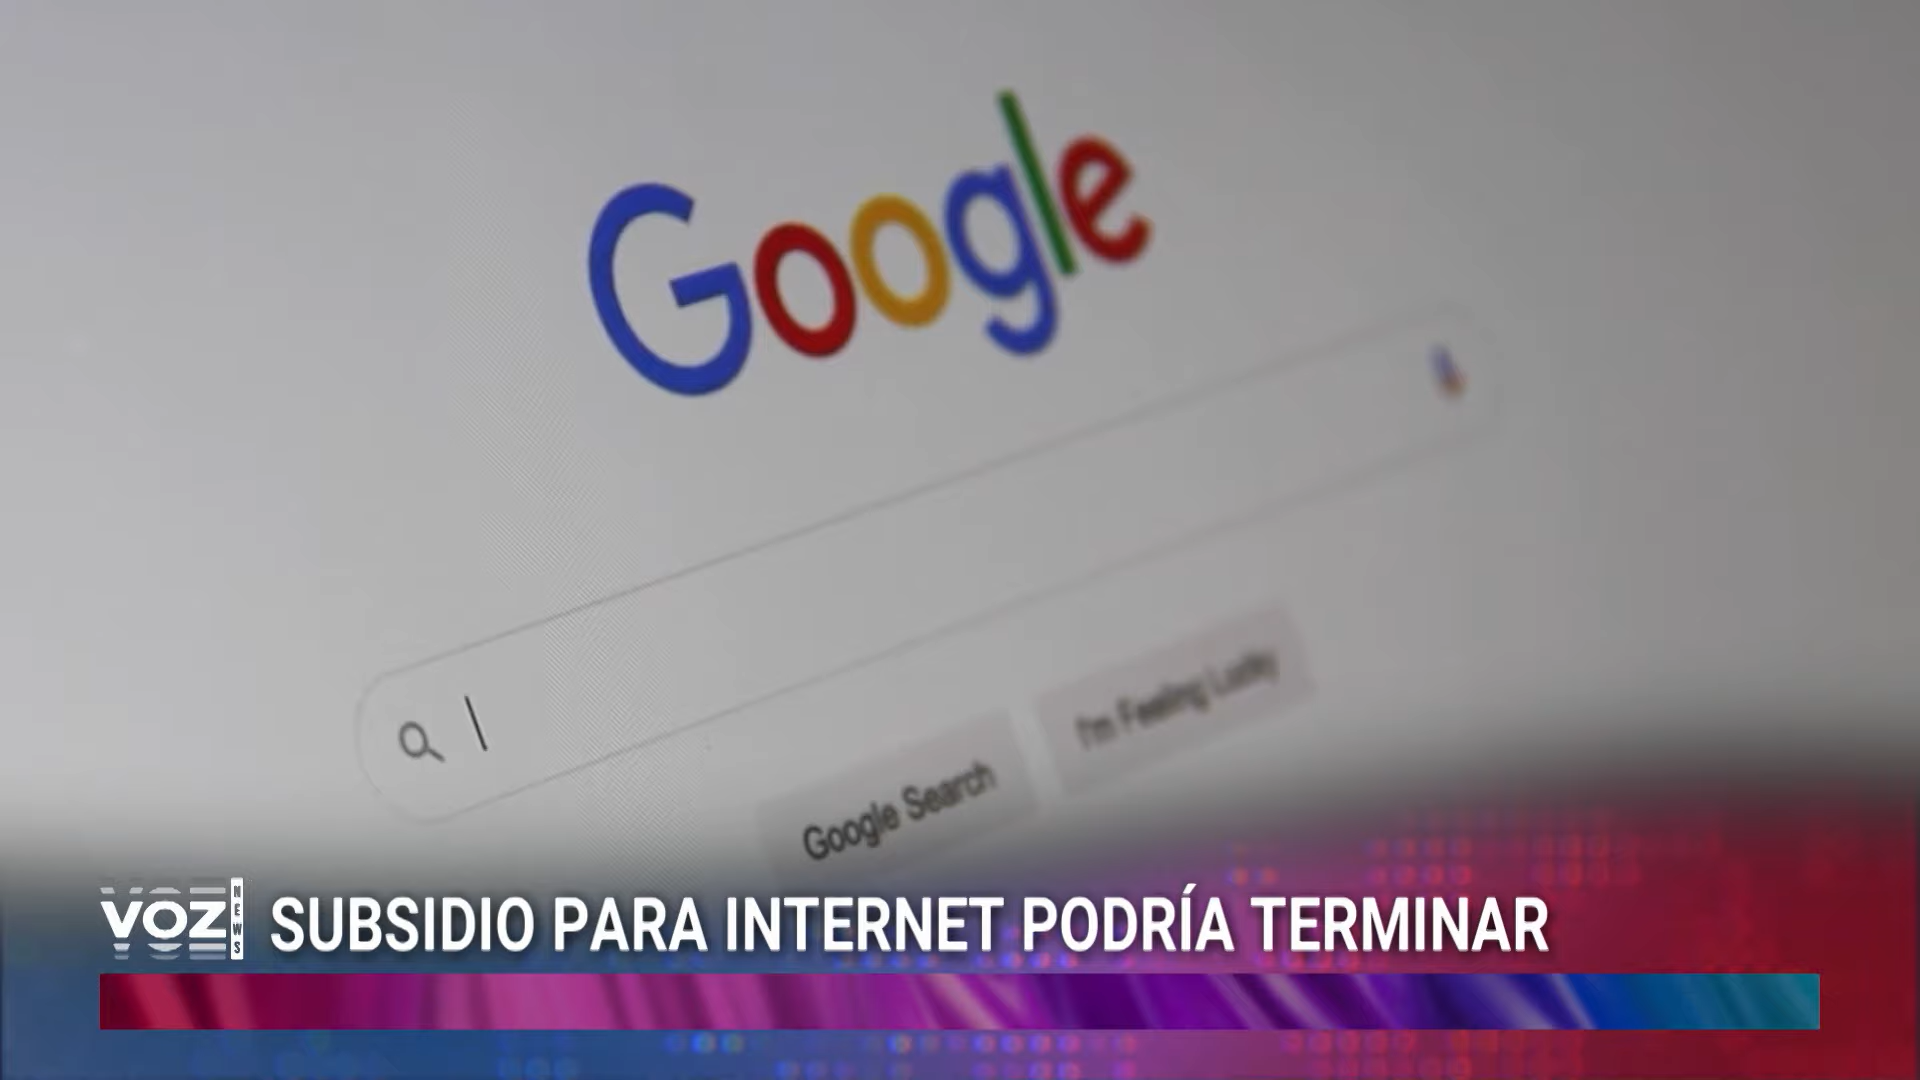 Google
Google Search
I'm Feeling Lucky
VOZ
NEWS
SUBSIDIO PARA INTERNET PODRÍA TERMINAR